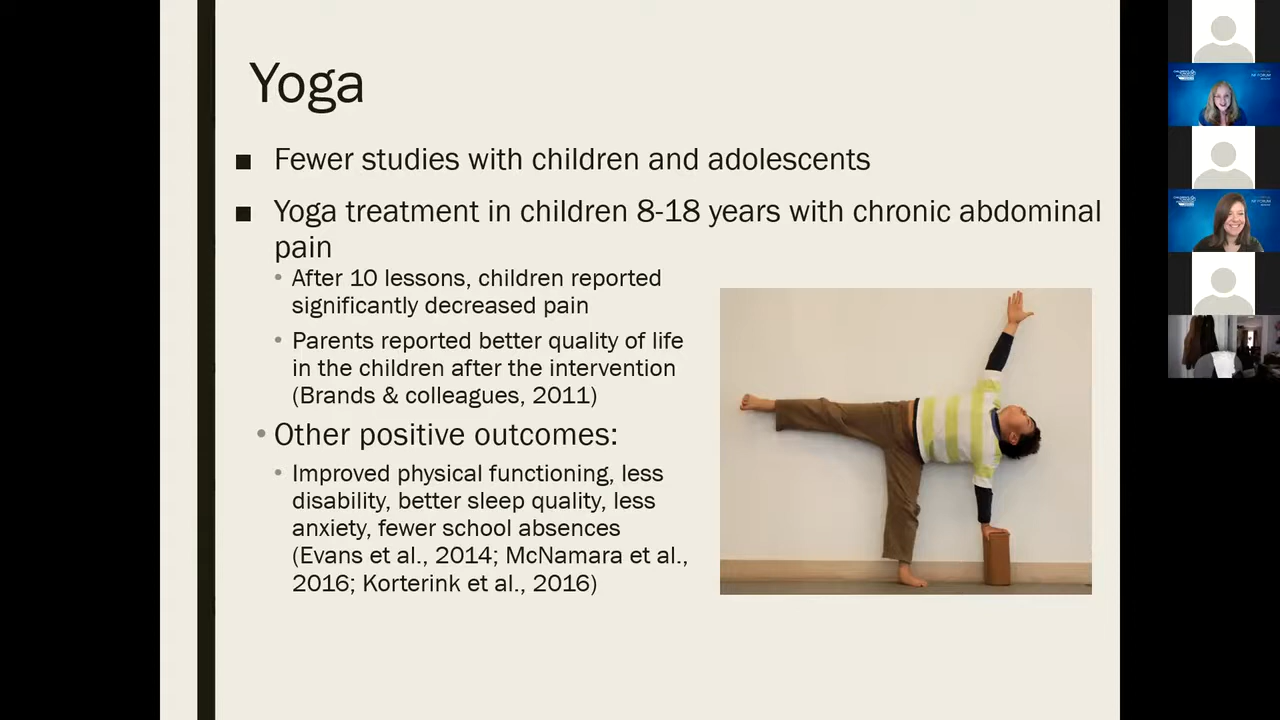 Yoga
■ Fewer studies with children and adolescents
■ Yoga treatment in children 8-18 years with chronic abdominal
pain
• After 10 lessons, children reported
significantly decreased pain
• Parents reported better quality of life
in the children after the intervention
(Brands & colleagues, 2011)
• Other positive outcomes:
• Improved physical functioning, less
disability, better sleep quality, less
anxiety, fewer school absences
(Evans et al., 2014; McNamara et al.,
2016; Korterink et al., 2016)